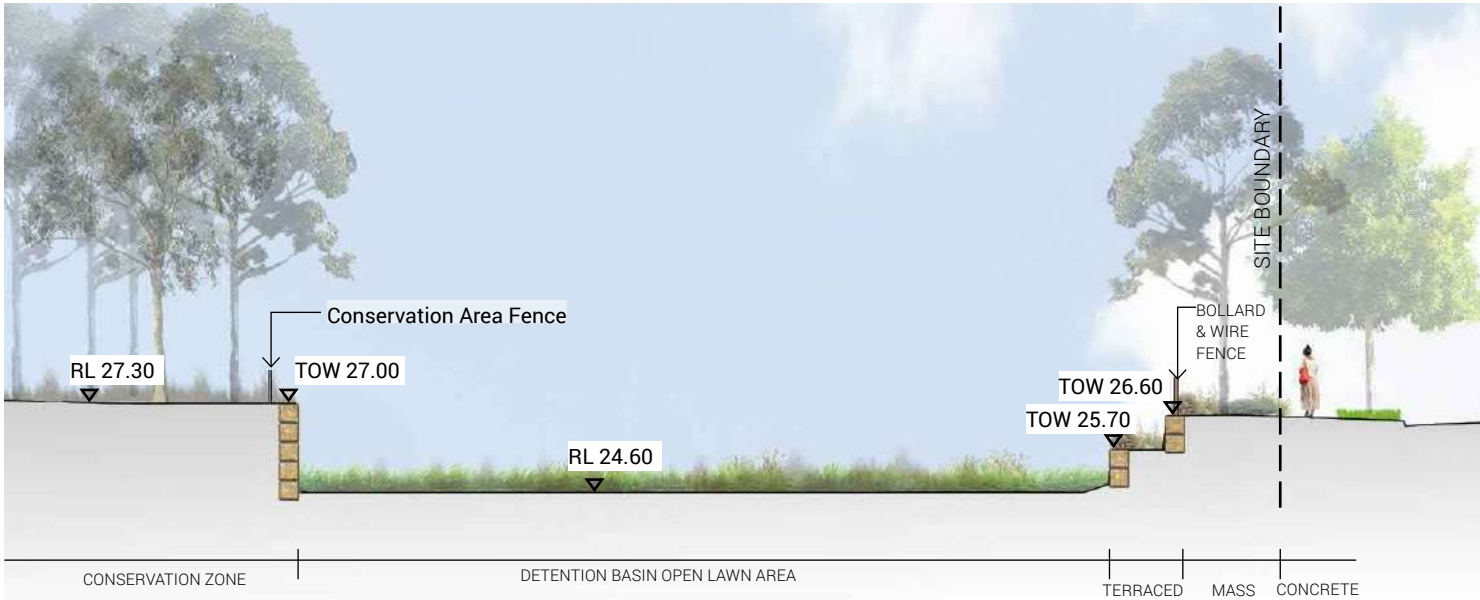 SITE BOUNDARY
Conservation Area Fence
BOLLARD
& WIRE
FENCE
RL 27.30
TOW 27.00
TOW 26.60
TOW 25.70
RL 24.60
CONSERVATION ZONE
DETENTION BASIN OPEN LAWN AREA
TERRACED
MASS
CONCRETE